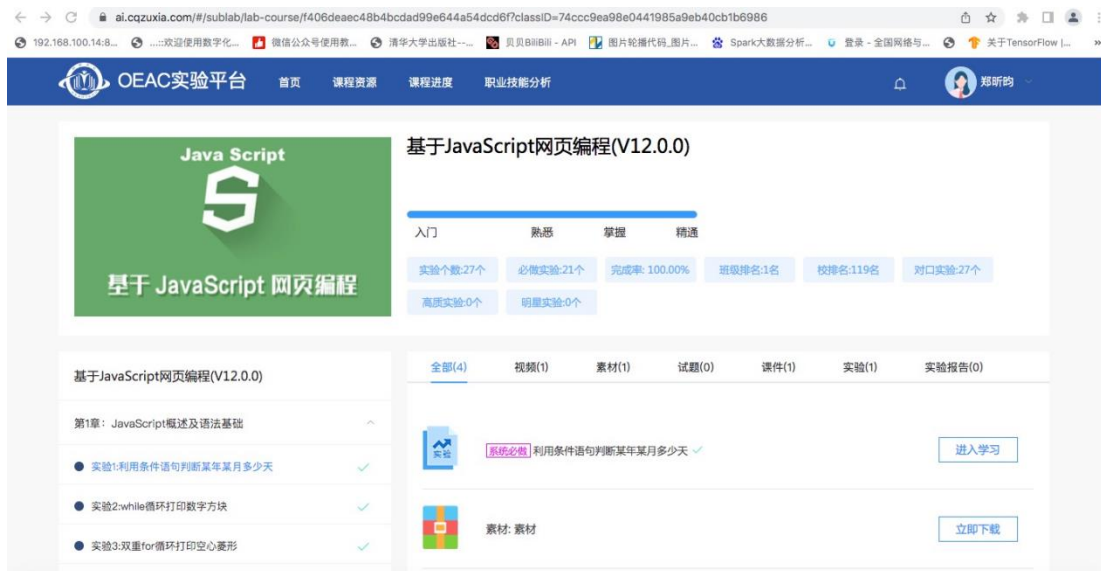 ai.cqzuxia.com/#/sublab/lab-course/f406deaec48b4bcdad99e644a54dcd6f?classID=74ccc9ea98e0441985a9eb40cb1b6986
192.168.100.14:8... ...::欢迎使用数字化... 微信公众号使用教... 清华大学出版社--... 贝贝BiliBili - API 图片轮播代码_图片... Spark大数据分析... 登录 - 全国网络与... 关于TensorFlow |... »
OEAC实验平台 首页 课程资源 课程进度 职业技能分析 郑昕昀
Java Script
基于 JavaScript 网页编程
基于JavaScript网页编程(V12.0.0)
入门 熟悉 掌握 精通
实验个数:27个 必做实验:21个 完成率: 100.00% 班级排名:1名 校排名:119名 对口实验:27个
高质实验:0个 明星实验:0个
基于JavaScript网页编程(V12.0.0)
第1章：JavaScript概述及语法基础
实验1:利用条件语句判断某年某月多少天
实验2:while循环打印数字方块
实验3:双重for循环打印空心菱形
全部(4) 视频(1) 素材(1) 试题(0) 课件(1) 实验(1) 实验报告(0)
实验 系统必做 利用条件语句判断某年某月多少天 进入学习
素材: 素材 立即下载